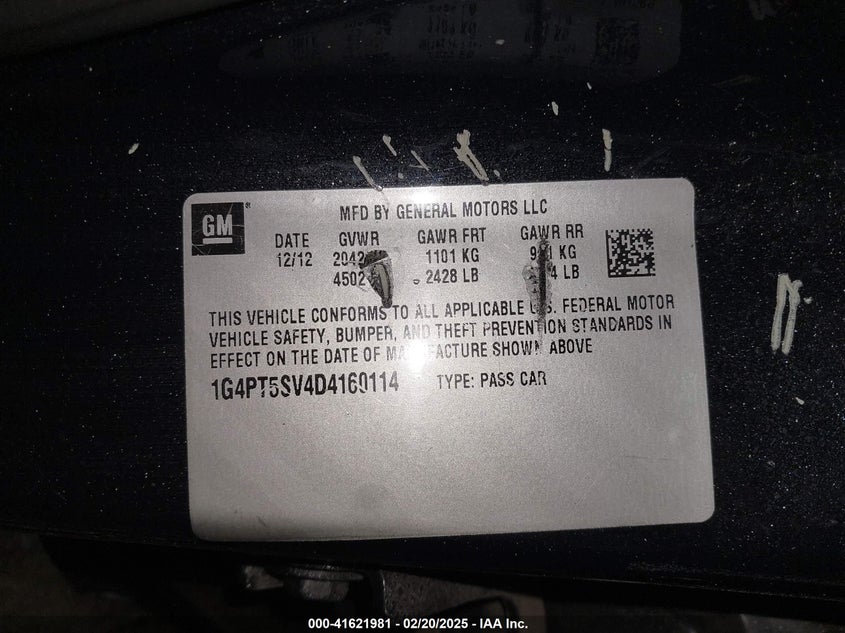 GM
MFD BY GENERAL MOTORS LLC
DATE GVWR GAWR FRT GAWR RR
12/12 1101 KG KG
2428 LB LB
THIS VEHICLE CONFORMS TO ALL APPLICABLE U.S. FEDERAL MOTOR
VEHICLE SAFETY, BUMPER, AND THEFT PREVENTION STANDARDS IN
EFFECT ON THE DATE OF MANUFACTURE SHOWN ABOVE
1G4PT5SV4D4160114 TYPE: PASS CAR
000-41621981 / 02/20/2025 - IAA Inc.